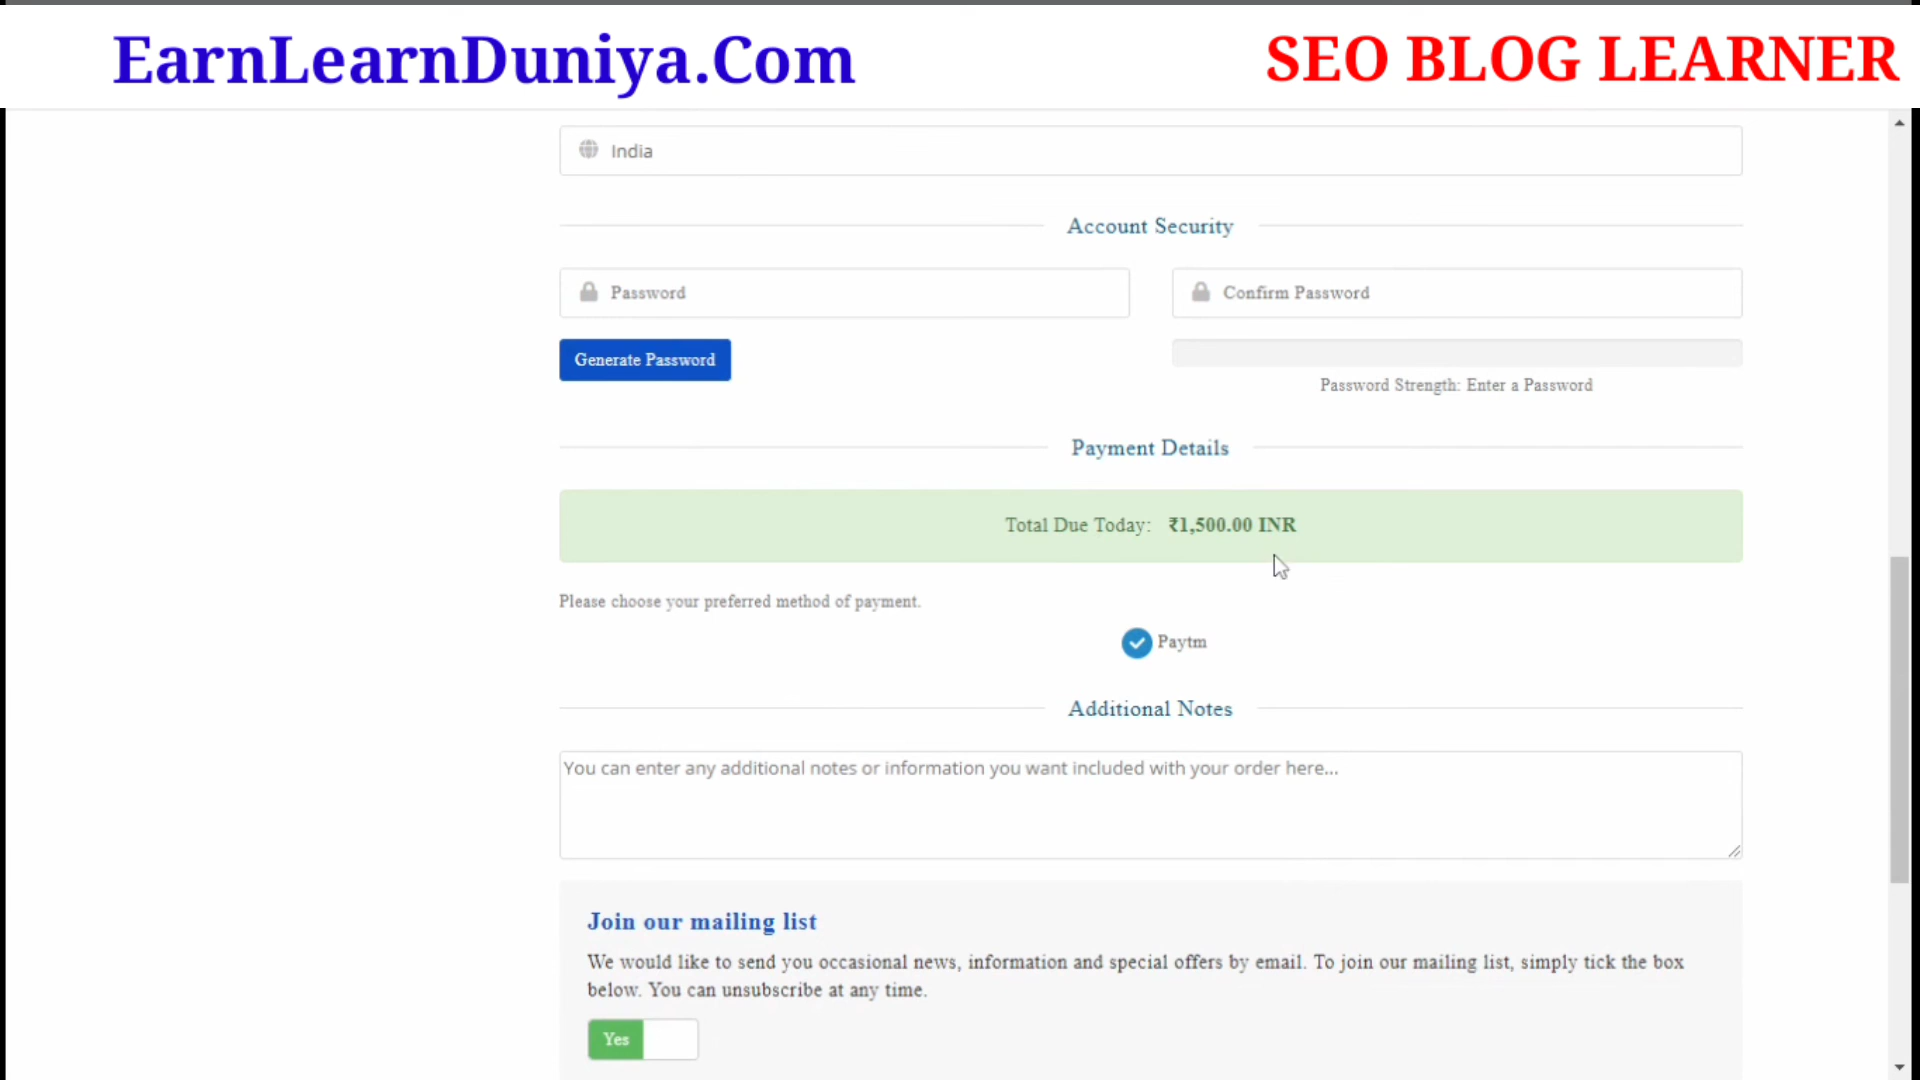 EarnLearnDuniya.Com
SEO BLOG LEARNER
India
Account Security
Password
Confirm Password
Generate Password
Password Strength: Enter a Password
Payment Details
Total Due Today: ₹1,500.00 INR
Please choose your preferred method of payment.
Paytm
Additional Notes
You can enter any additional notes or information you want included with your order here...
Join our mailing list
We would like to send you occasional news, information and special offers by email. To join our mailing list, simply tick the box
below. You can unsubscribe at any time.
Yes